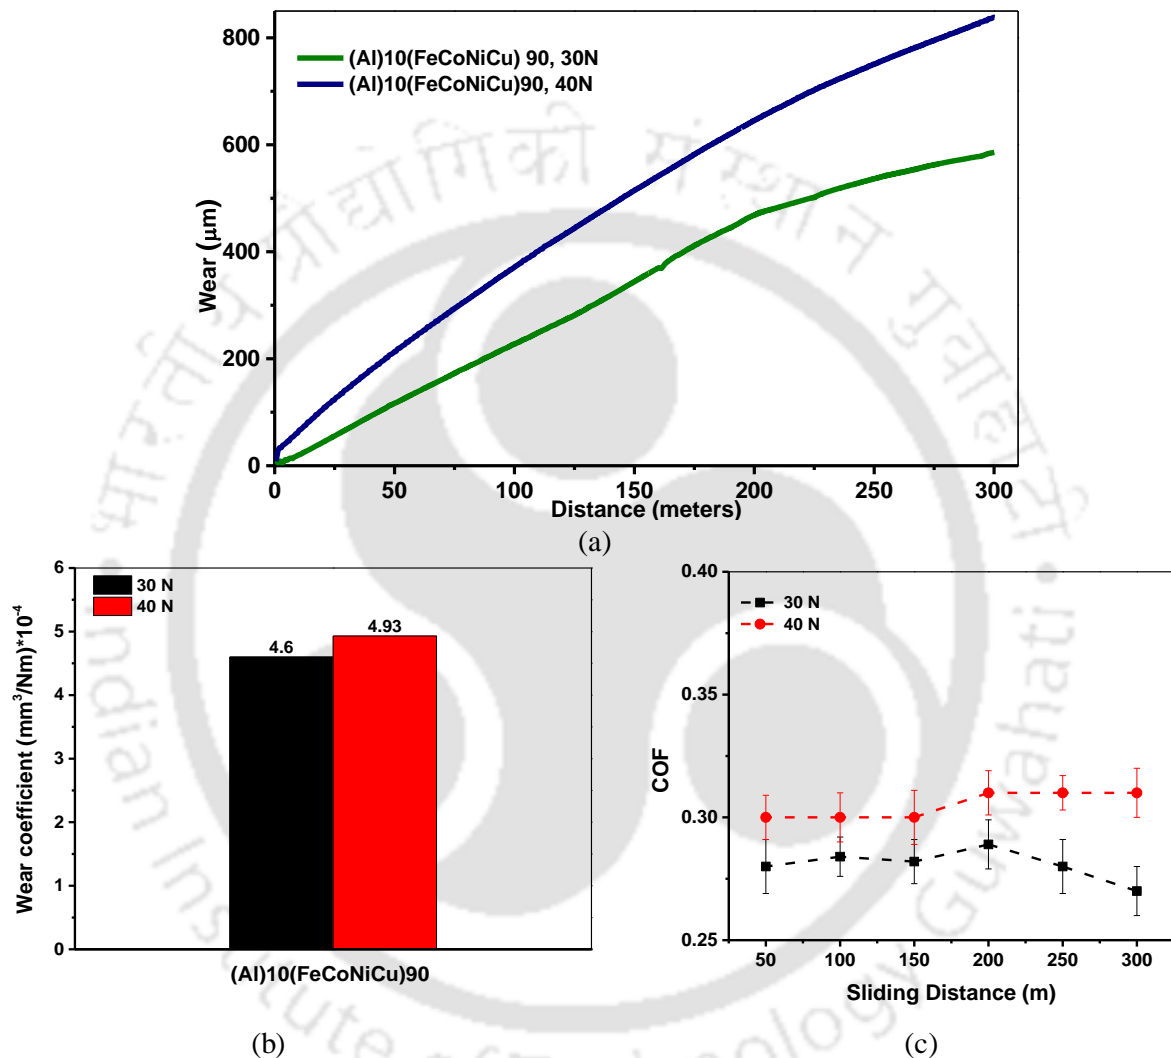 800
600
400
200
0
Wear (μm)
(Al)10(FeCoNiCu) 90, 30N
(Al)10(FeCoNiCu)90, 40N
0 50 100 150 200 250 300
Distance (meters)
(a)
6
5
4
3
2
1
0
Wear coefficient (mm³/Nm)*10⁻⁴
30 N
40 N
4.6
4.93
(Al)10(FeCoNiCu)90
(b)
0.40
0.35
0.30
0.25
COF
30 N
40 N
50 100 150 200 250 300
Sliding Distance (m)
(c)
भारतीय प्रौद्योगिकी संस्थान गुवाहाटी
Indian Institute of Technology Guwahati